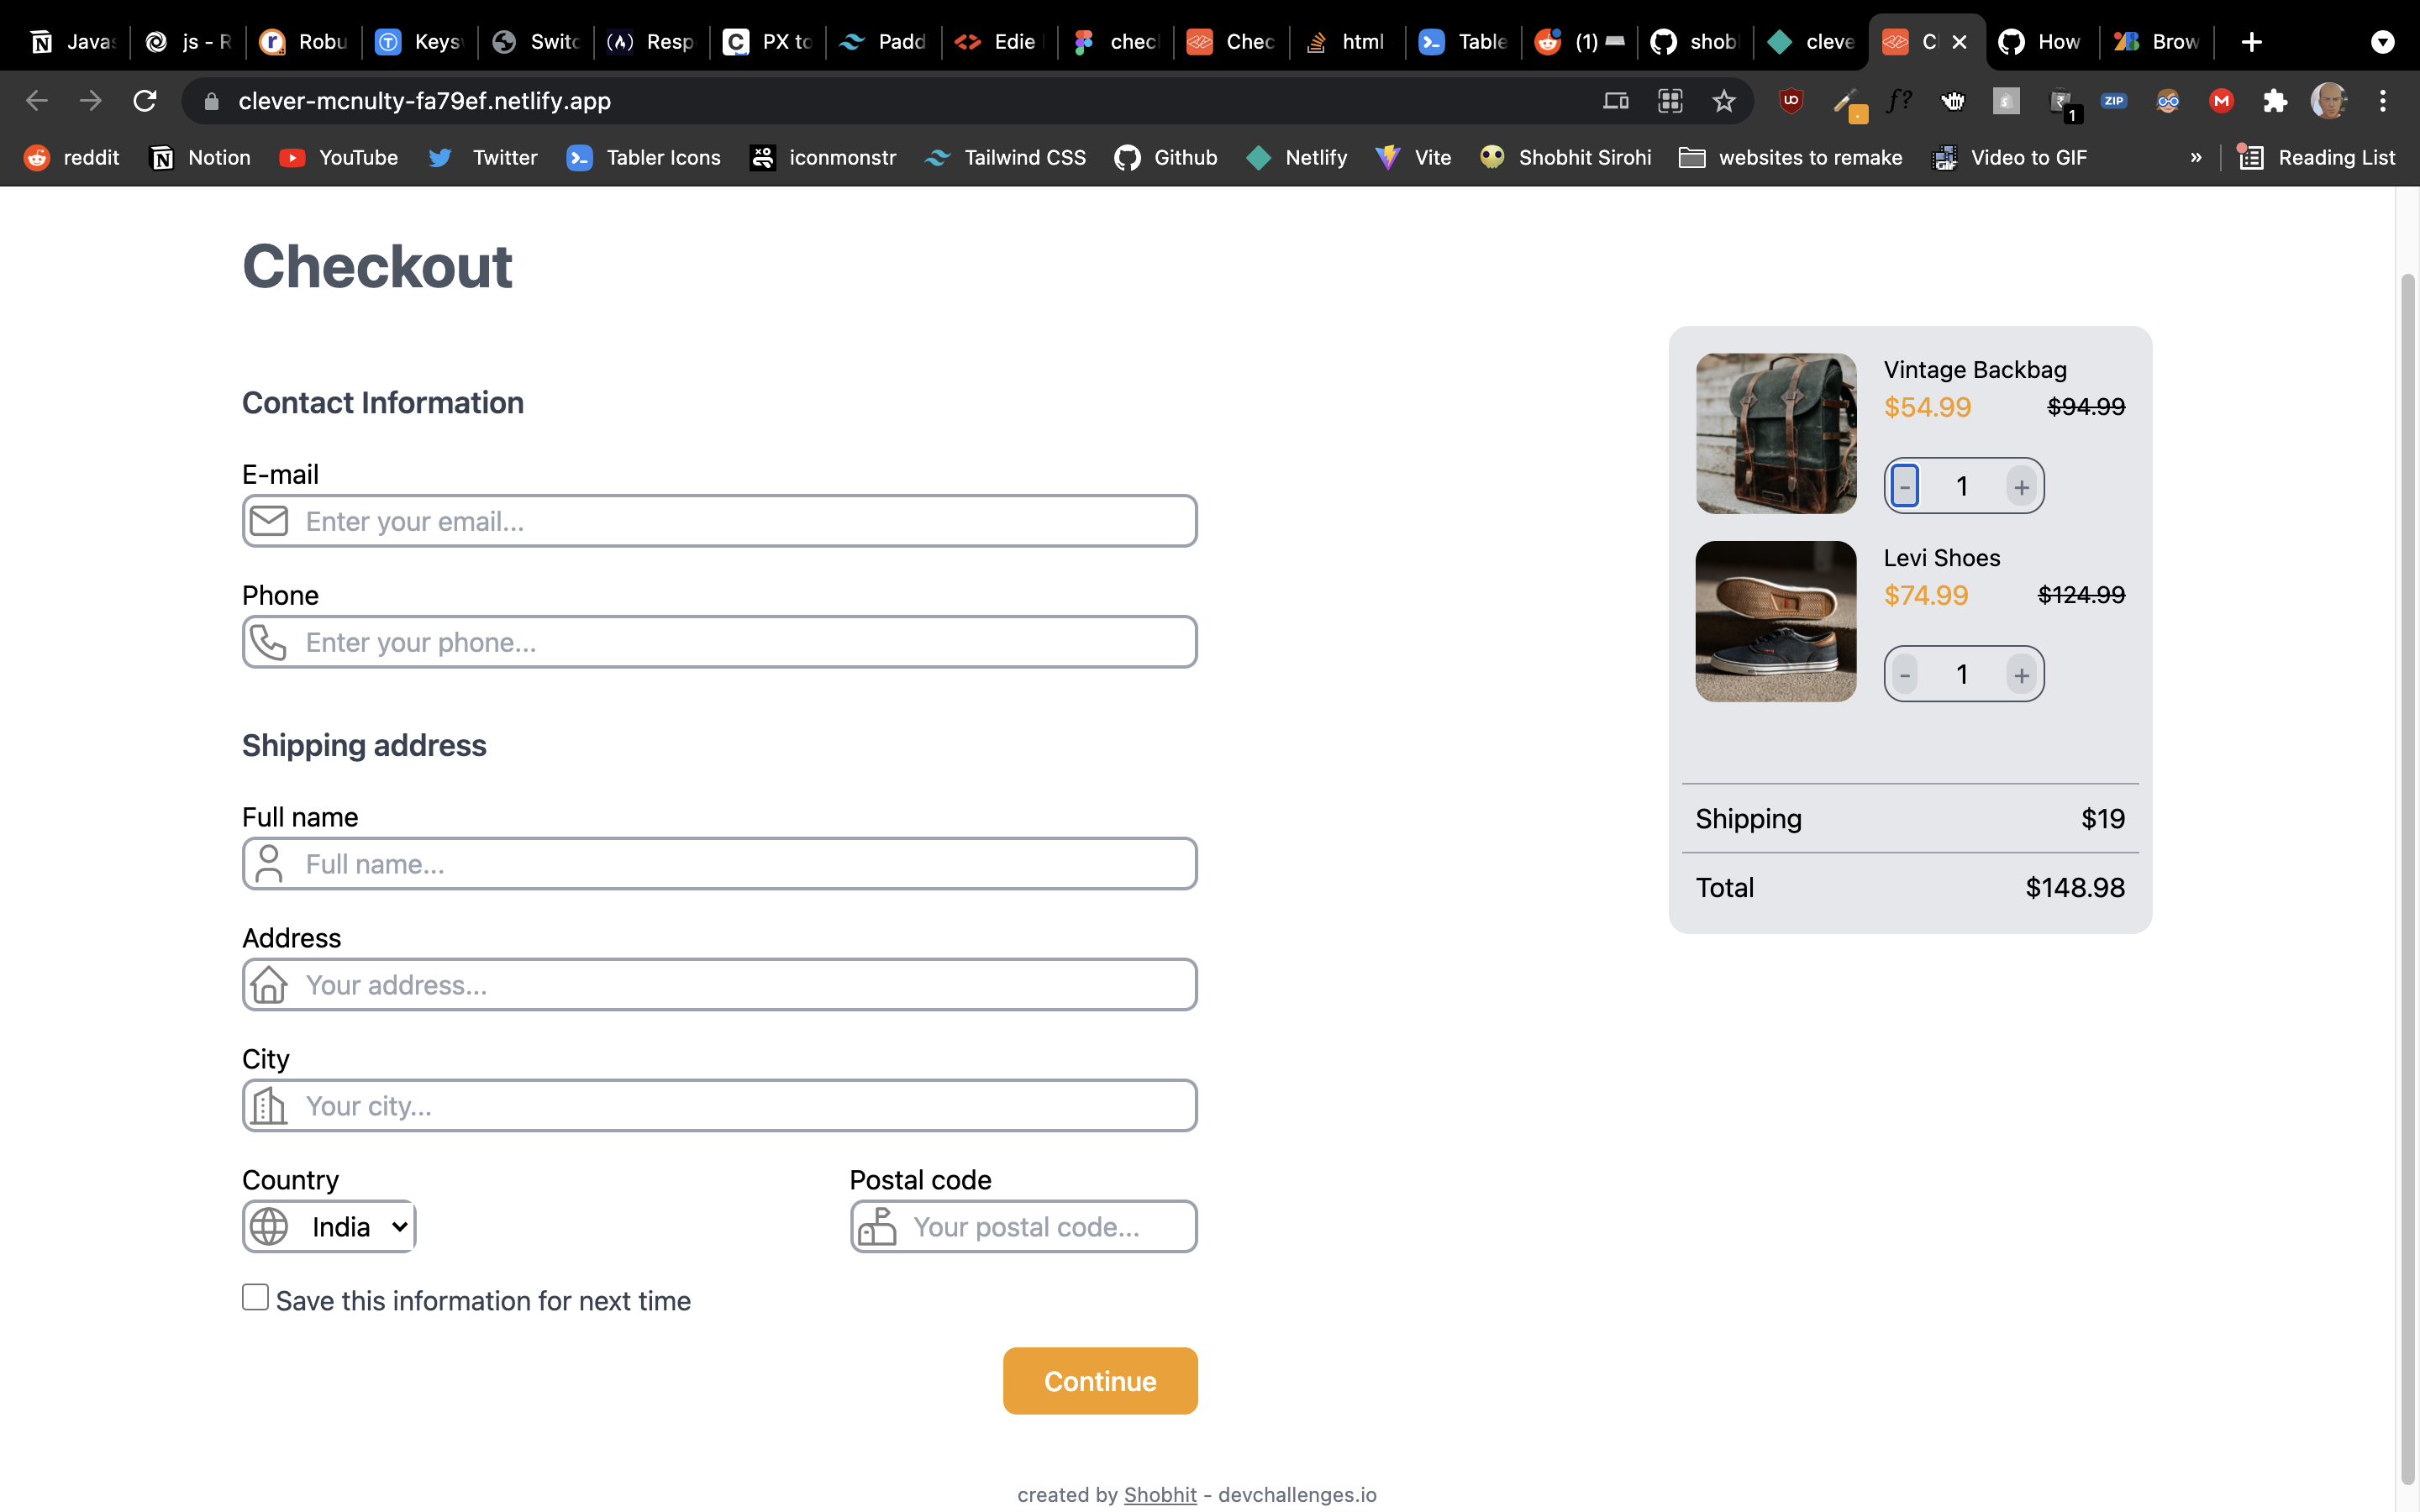 Javas js - R Robu Keysv Switc Resp PX to Padd Edie chec Chec html Table (1) shobl cleve C How Brow
clever-mcnulty-fa79ef.netlify.app
f? ZIP 1
reddit Notion YouTube Twitter Tabler Icons iconmonstr Tailwind CSS Github Netlify Vite Shobhit Sirohi websites to remake Video to GIF » Reading List
Checkout
Contact Information
E-mail
Enter your email...
Phone
Enter your phone...
Shipping address
Full name
Full name...
Address
Your address...
City
Your city...
Country
India
Postal code
Your postal code...
Save this information for next time
Continue
Vintage Backbag
$54.99 $94.99
- 1 +
Levi Shoes
$74.99 $124.99
- 1 +
Shipping $19
Total $148.98
created by Shobhit - devchallenges.io